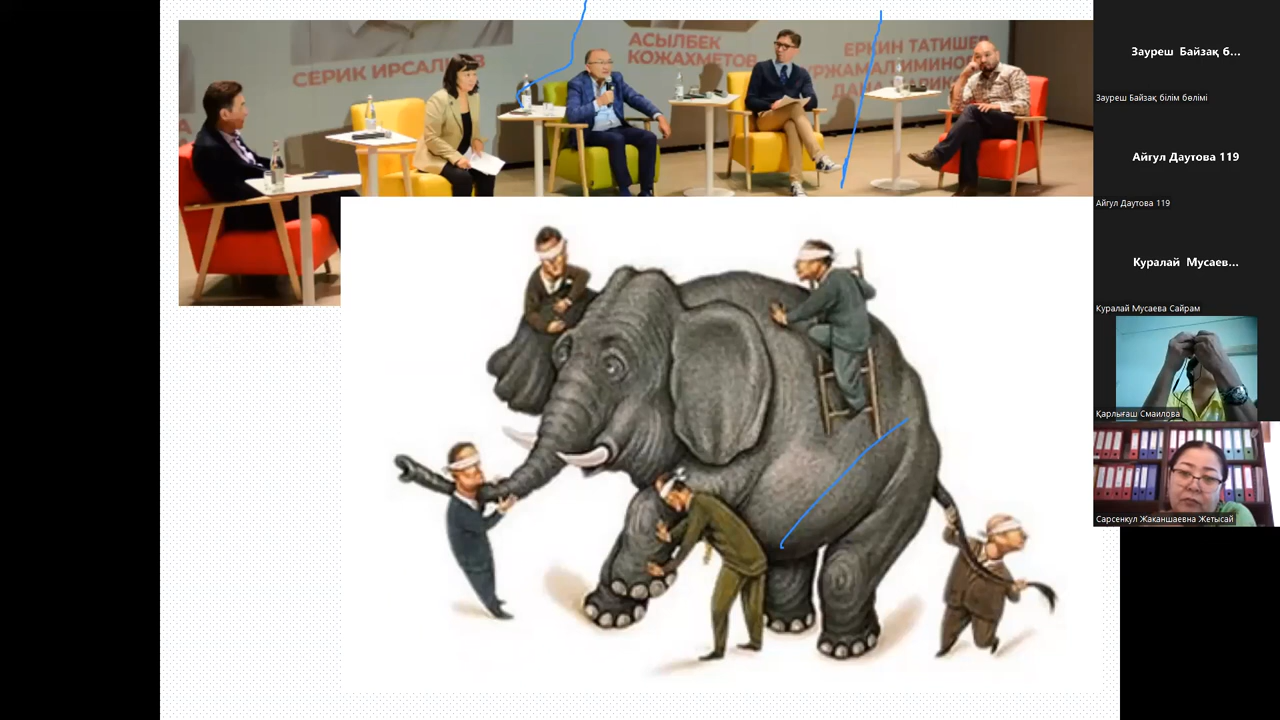 СЕРИК ИРСАЛИЕВ
АСЫЛБЕК
КОЖАХМЕТОВ
ЕРКИН ТАТИШЕВ
Зауреш Байзақ б...
Зауреш Байзақ білім бөлімі
Айгул Даутова 119
Айгул Даутова 119
Куралай Мусаев...
Куралай Мусаева Сайрам
Қарлығаш Смаилова
Сарсенкул Жаканшаевна Жетысай